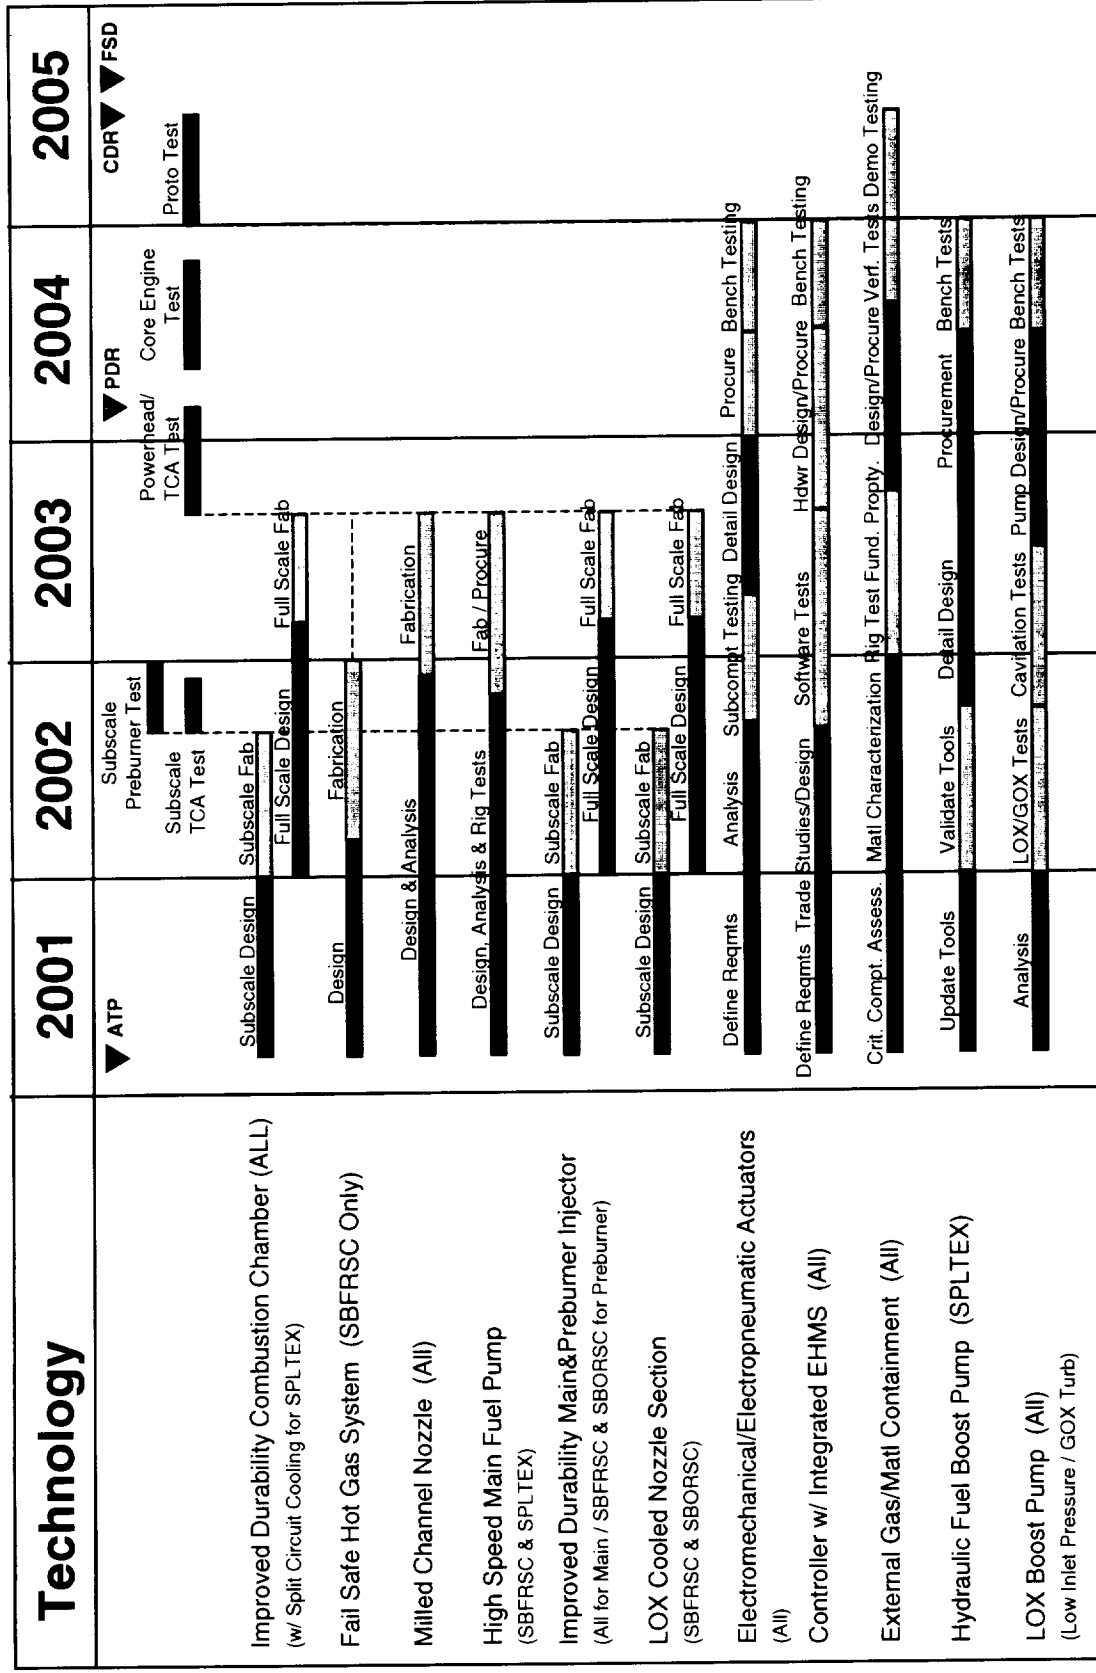 Technology 2001 2002 2003 2004 2005
ATP PDR CDR FSD
Subscale
Preburner Test
Subscale
TCA Test
Powerhead/
TCA Test
Core Engine
Test
Proto Test
Improved Durability Combustion Chamber (ALL)
(w/ Split Circuit Cooling for SPLTEX)
Subscale Design Subscale Fab
Full Scale Design Full Scale Fab
Fail Safe Hot Gas System (SBFRSC Only)
Design Fabrication
Milled Channel Nozzle (All)
Design & Analysis Fabrication
High Speed Main Fuel Pump
(SBFRSC & SPLTEX)
Design, Analysis & Rig Tests Fab / Procure
Improved Durability Main&Preburner Injector
(All for Main / SBFRSC & SBORSC for Preburner)
Subscale Design Subscale Fab
Full Scale Design Full Scale Fab
LOX Cooled Nozzle Section
(SBFRSC & SBORSC)
Subscale Design Subscale Fab
Full Scale Design Full Scale Fab
Electromechanical/Electropneumatic Actuators
(All)
Define Reqmts Analysis Subcompt Testing Detail Design Procure Bench Testing
Controller w/ Integrated EHMS (All)
Define Reqmts Trade Studies/Design Software Tests Hdwr Design/Procure Bench Testing
External Gas/Matl Containment (All)
Crit. Compt. Assess. Matl Characterization Rig Test Fund. Propty. Design/Procure Verf. Tests Demo Testing
Hydraulic Fuel Boost Pump (SPLTEX)
Update Tools Validate Tools Detail Design Procurement Bench Tests
LOX Boost Pump (All)
(Low Inlet Pressure / GOX Turb)
Analysis LOX/GOX Tests Cavitation Tests Pump Design/Procure Bench Tests